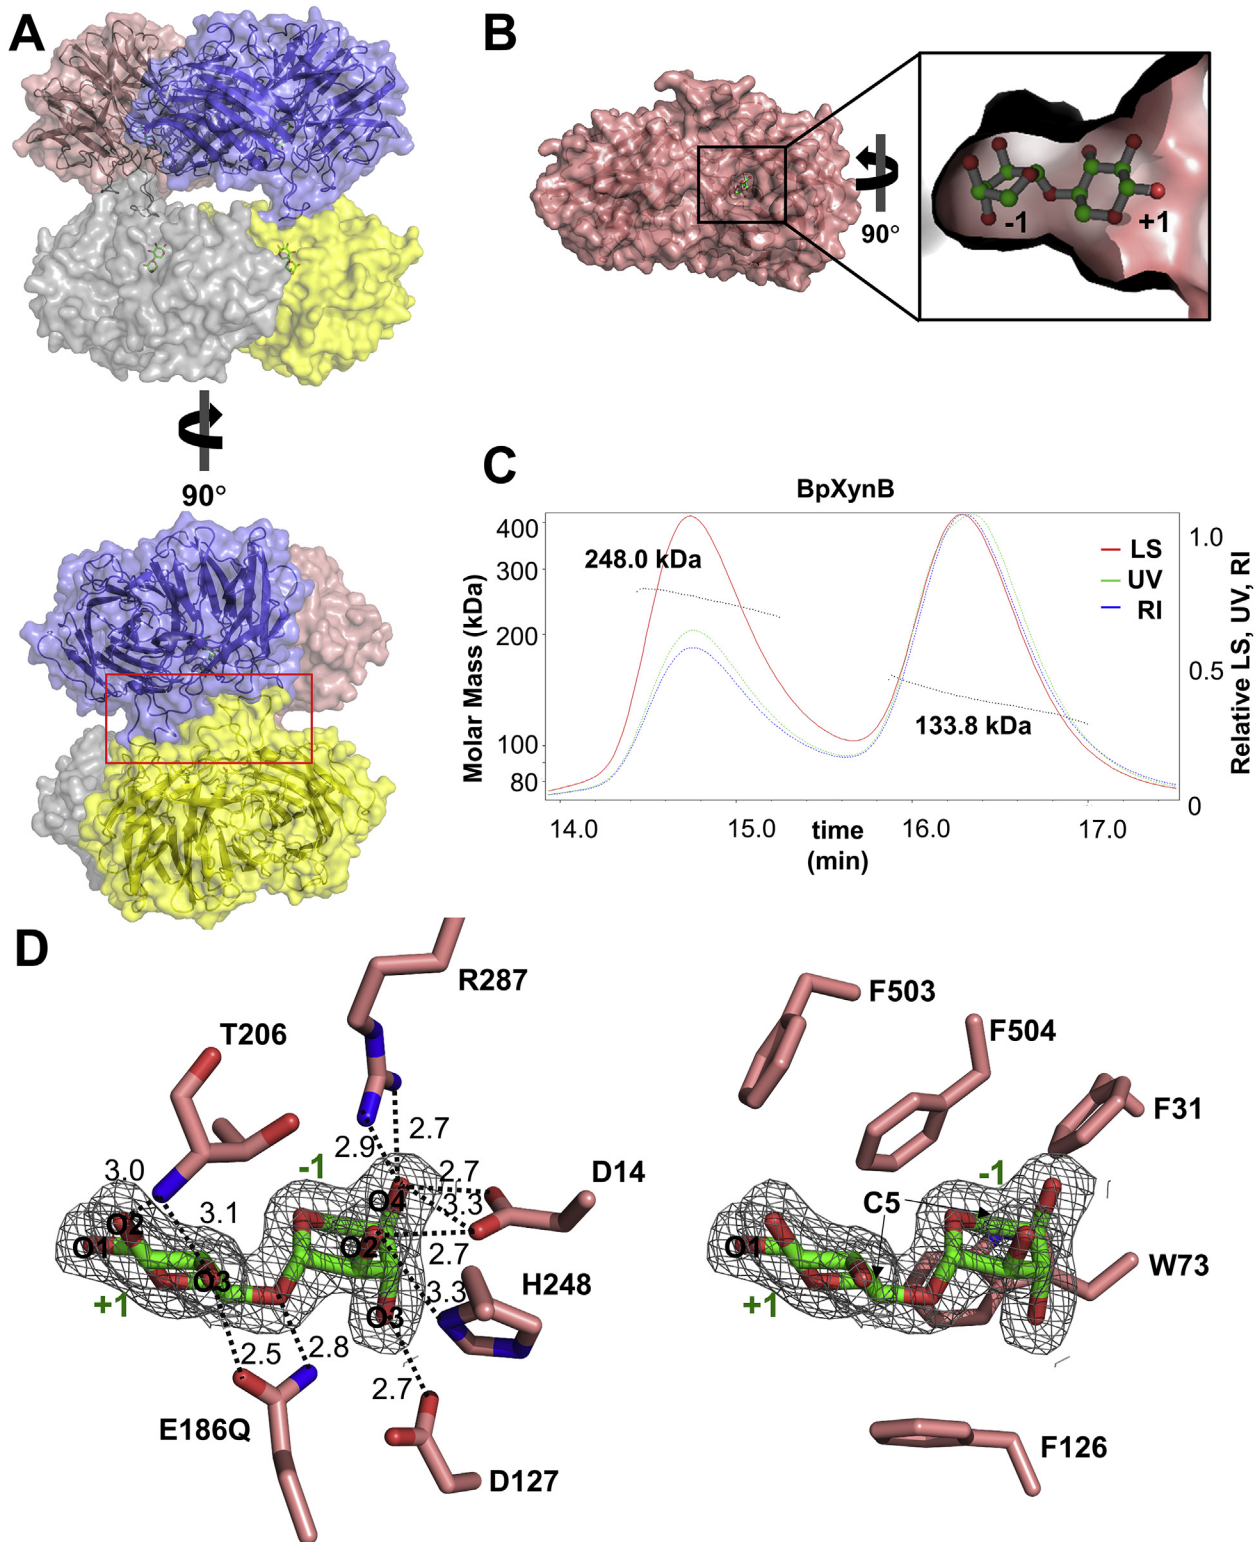 A
90°
B
90°
-1
+1
C
BpXynB
Molar Mass (kDa)
400
300
200
100
80
248.0 kDa
133.8 kDa
LS
UV
RI
1.0
0.5
0
Relative LS, UV, RI
14.0
15.0
16.0
17.0
time
(min)
D
R287
T206
2.9
2.7
3.0
-1
2.7
D14
3.1
O4
3.3
O2
O1
O2
2.7
O3
H248
3.3
+1
O3
2.5
2.8
2.7
E186Q
D127
F503
F504
F31
-1
C5
O1
W73
+1
F126